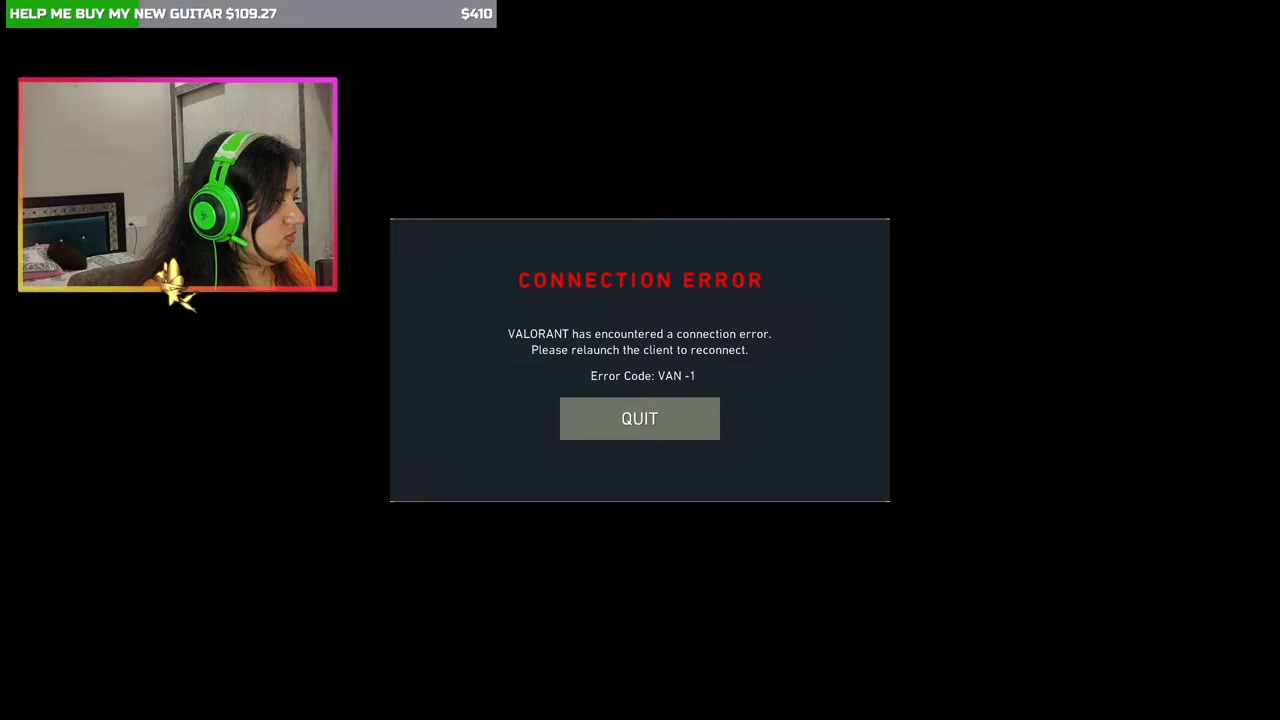 HELP ME BUY MY NEW GUITAR $109.27 $410
CONNECTION ERROR
VALORANT has encountered a connection error.
Please relaunch the client to reconnect.
Error Code: VAN -1
QUIT